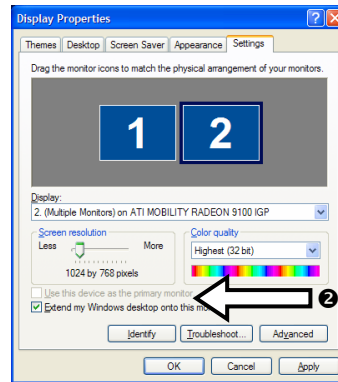 Display Properties
Themes Desktop Screen Saver Appearance Settings
Drag the monitor icons to match the physical arrangement of your monitors.
1 2
Display:
2. (Multiple Monitors) on ATI MOBILITY RADEON 9100 IGP
Screen resolution Color quality
Less More Highest (32 bit)
1024 by 768 pixels
Use this device as the primary monitor
❷
Extend my Windows desktop onto this
Identify Troubleshoot... Advanced
OK Cancel Apply